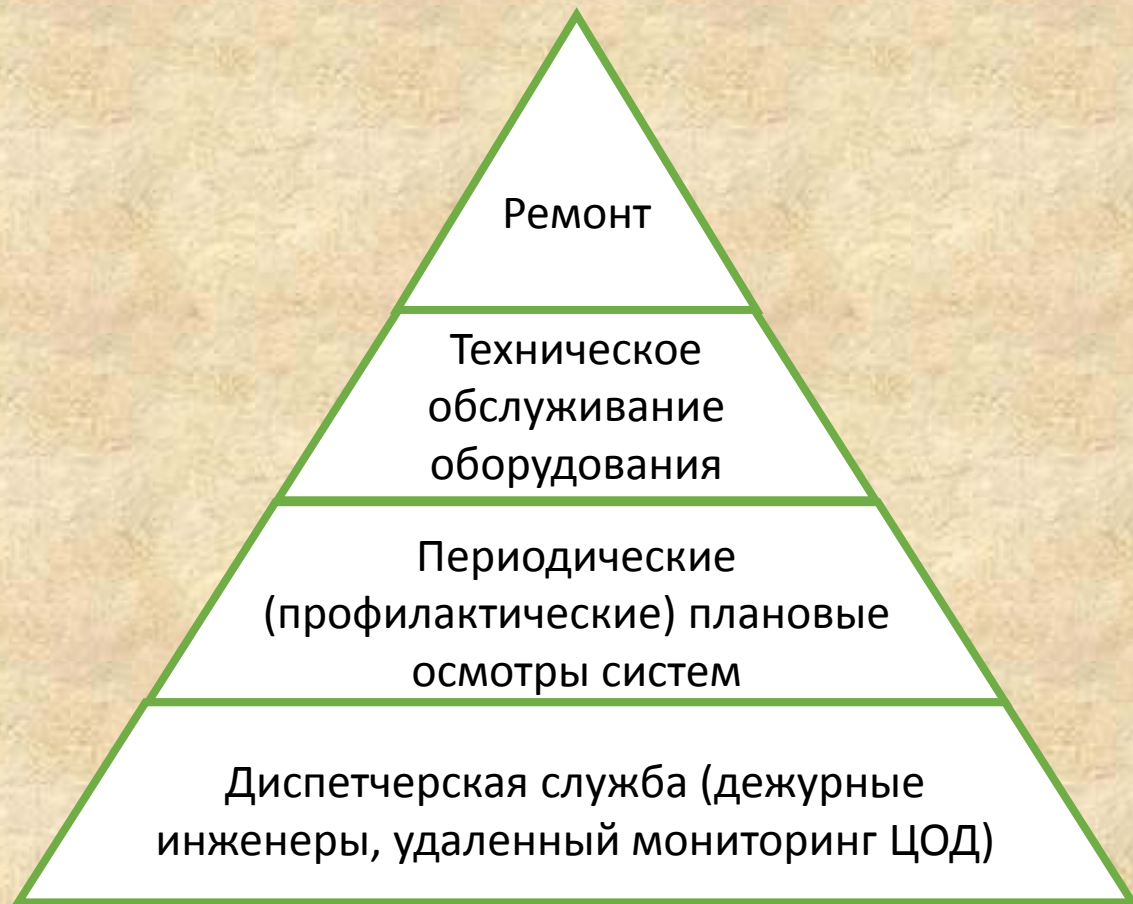 Ремонт
Техническое
обслуживание
оборудования
Периодические
(профилактические) плановые
осмотры систем
Диспетчерская служба (дежурные
инженеры, удаленный мониторинг ЦОД)